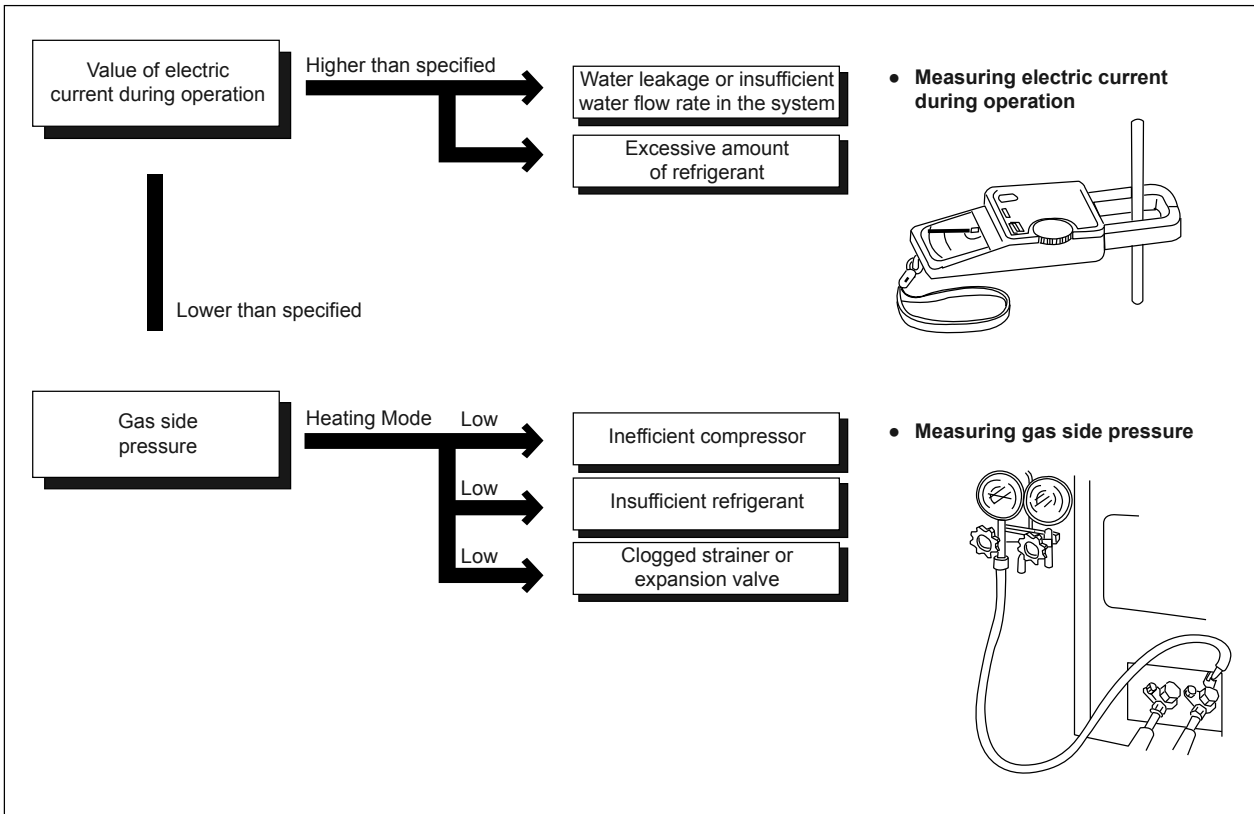 Value of electric
current during operation
Higher than specified
Water leakage or insufficient
water flow rate in the system
Excessive amount
of refrigerant
● Measuring electric current
during operation
Lower than specified
Gas side
pressure
Heating Mode
Low
Inefficient compressor
Low
Insufficient refrigerant
Low
Clogged strainer or
expansion valve
● Measuring gas side pressure